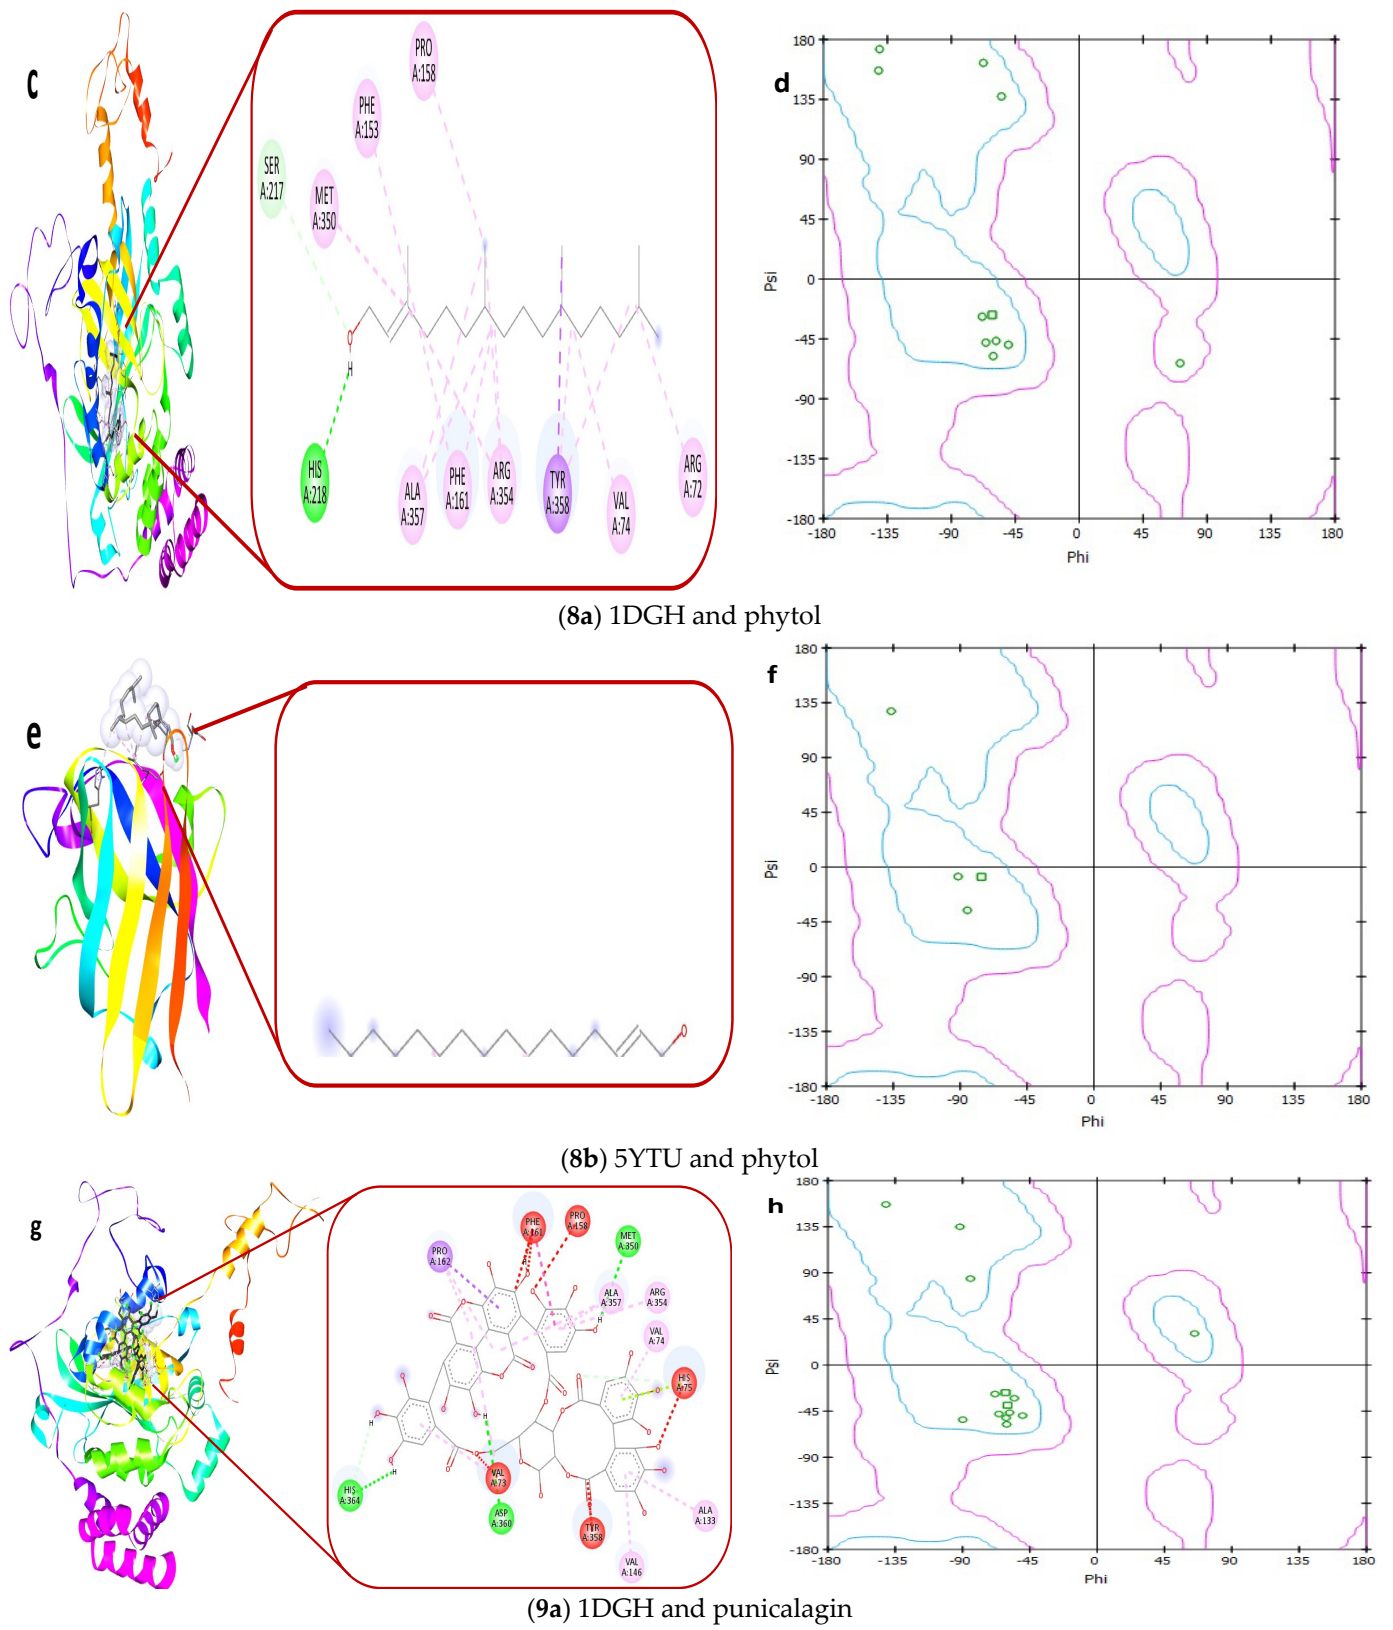 c
PRO
A:158
PHE
A:153
SER
A:217
MET
A:350
O
H
HIS
A:218
ALA
A:357
PHE
A:161
ARG
A:354
TYR
A:358
VAL
A:74
ARG
A:72
d
180
135
90
45
0
-45
-90
-135
-180
Psi
-180 -135 -90 -45 0 45 90 135 180
Phi
(8a) 1DGH and phytol
e
O
f
180
135
90
45
0
-45
-90
-135
-180
Psi
-180 -135 -90 -45 0 45 90 135 180
Phi
(8b) 5YTU and phytol
g
PHE
A:161
PRO
A:158
MET
A:350
PRO
A:162
ALA
A:357
ARG
A:354
VAL
A:74
HIS
A:75
HIS
A:364
VAL
A:73
ASP
A:360
TYR
A:358
ALA
A:133
VAL
A:146
h
180
135
90
45
0
-45
-90
-135
-180
Psi
-180 -135 -90 -45 0 45 90 135 180
Phi
(9a) 1DGH and punicalagin